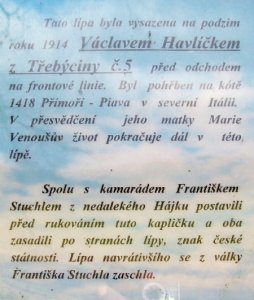 Tato lípa byla vysazena na podzim
roku 1914 Václavem Havlíčkem
z Třebýciny č.5 před odchodem
na frontové linie. Byl pohřben na kótě
1418 Přímoří - Piava v severní Itálii.
V přesvědčení jeho matky Marie
Venoušův život pokračuje dál v této
lípě.
Spolu s kamarádem Františkem
Stuchlem z nedalekého Hájku postavili
před rukováním tuto kapličku a oba
zasadili po stranách lípy, znak české
státnosti. Lípa navrátivšího se z války
Františka Stuchla zaschla.